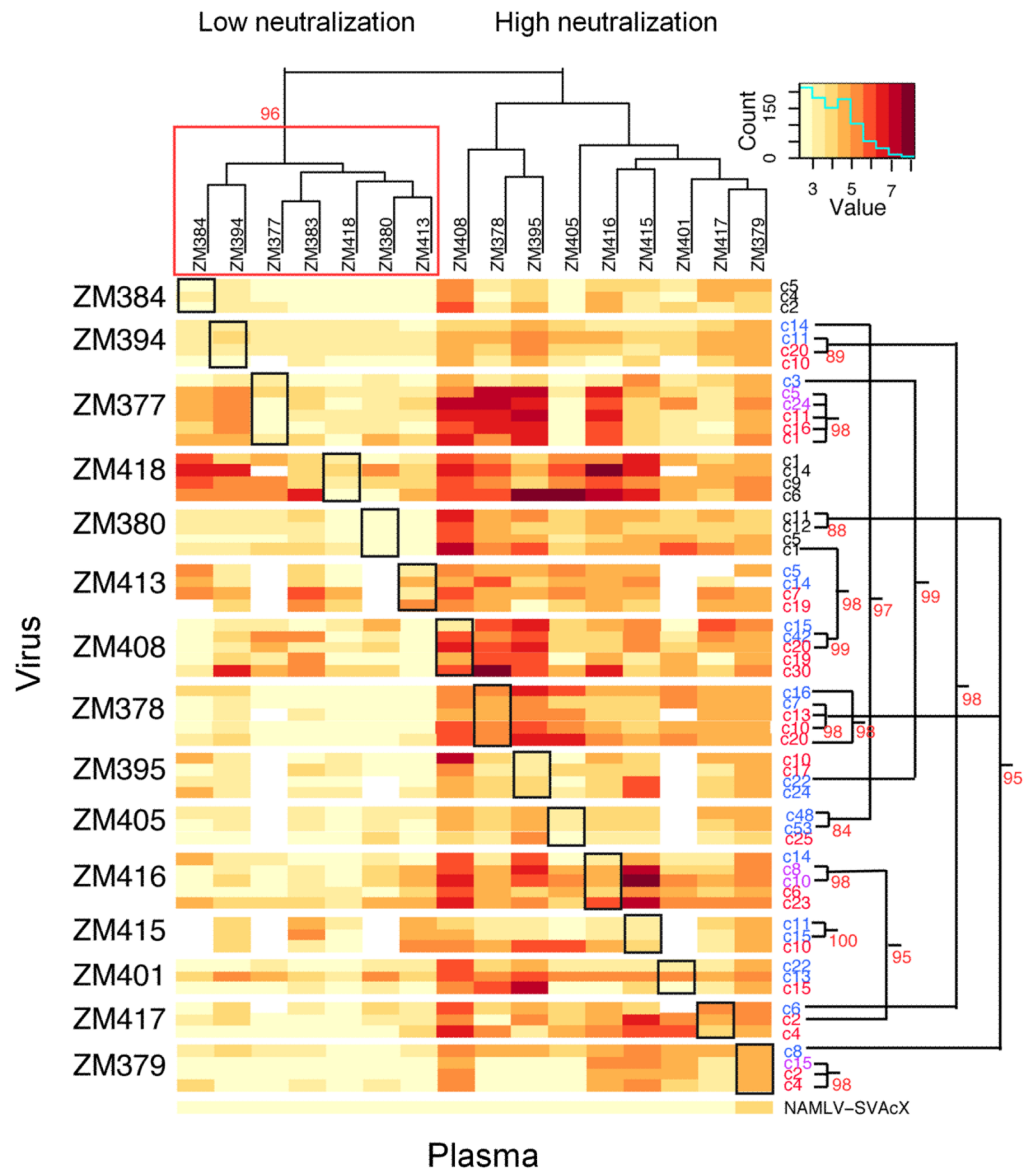 Low neutralization High neutralization
96
Count
0 150
3 5 7
Value
ZM384 ZM394 ZM377 ZM383 ZM418 ZM380 ZM413 ZM408 ZM378 ZM395 ZM405 ZM416 ZM415 ZM401 ZM417 ZM379
Virus
ZM384
c5
c4
c2
ZM394
c14
c11
c20
c10
89
ZM377
c3
c5
c24
c11
c16
c1
98
ZM418
c1
c14
c9
c6
ZM380
c11
c12
c5
c1
88
ZM413
c5
c14
c7
c19
98
97
99
ZM408
c15
c42
c20
c19
c30
99
ZM378
c16
c7
c13
c10
c20
98
98
98
ZM395
c10
c17
c22
c24
95
ZM405
c48
c53
c25
84
ZM416
c14
c8
c10
c6
c23
98
ZM415
c11
c15
c10
100
95
ZM401
c22
c13
c15
ZM417
c6
c2
c4
ZM379
c8
c15
c2
c4
98
NAMLV−SVAcX
Plasma